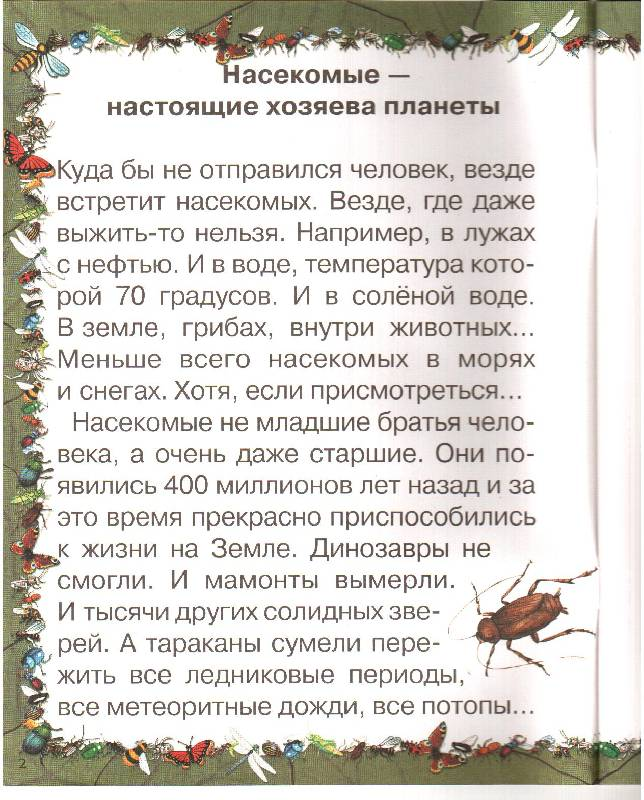 Насекомые —
настоящие хозяева планеты
Куда бы не отправился человек, везде
встретит насекомых. Везде, где даже
выжить-то нельзя. Например, в лужах
с нефтью. И в воде, температура кото-
рой 70 градусов. И в солёной воде.
В земле, грибах, внутри животных...
Меньше всего насекомых в морях
и снегах. Хотя, если присмотреться...
Насекомые не младшие братья чело-
века, а очень даже старшие. Они по-
явились 400 миллионов лет назад и за
это время прекрасно приспособились
к жизни на Земле. Динозавры не
смогли. И мамонты вымерли.
И тысячи других солидных зве-
рей. А тараканы сумели пере-
жить все ледниковые периоды,
все метеоритные дожди, все потопы...
2